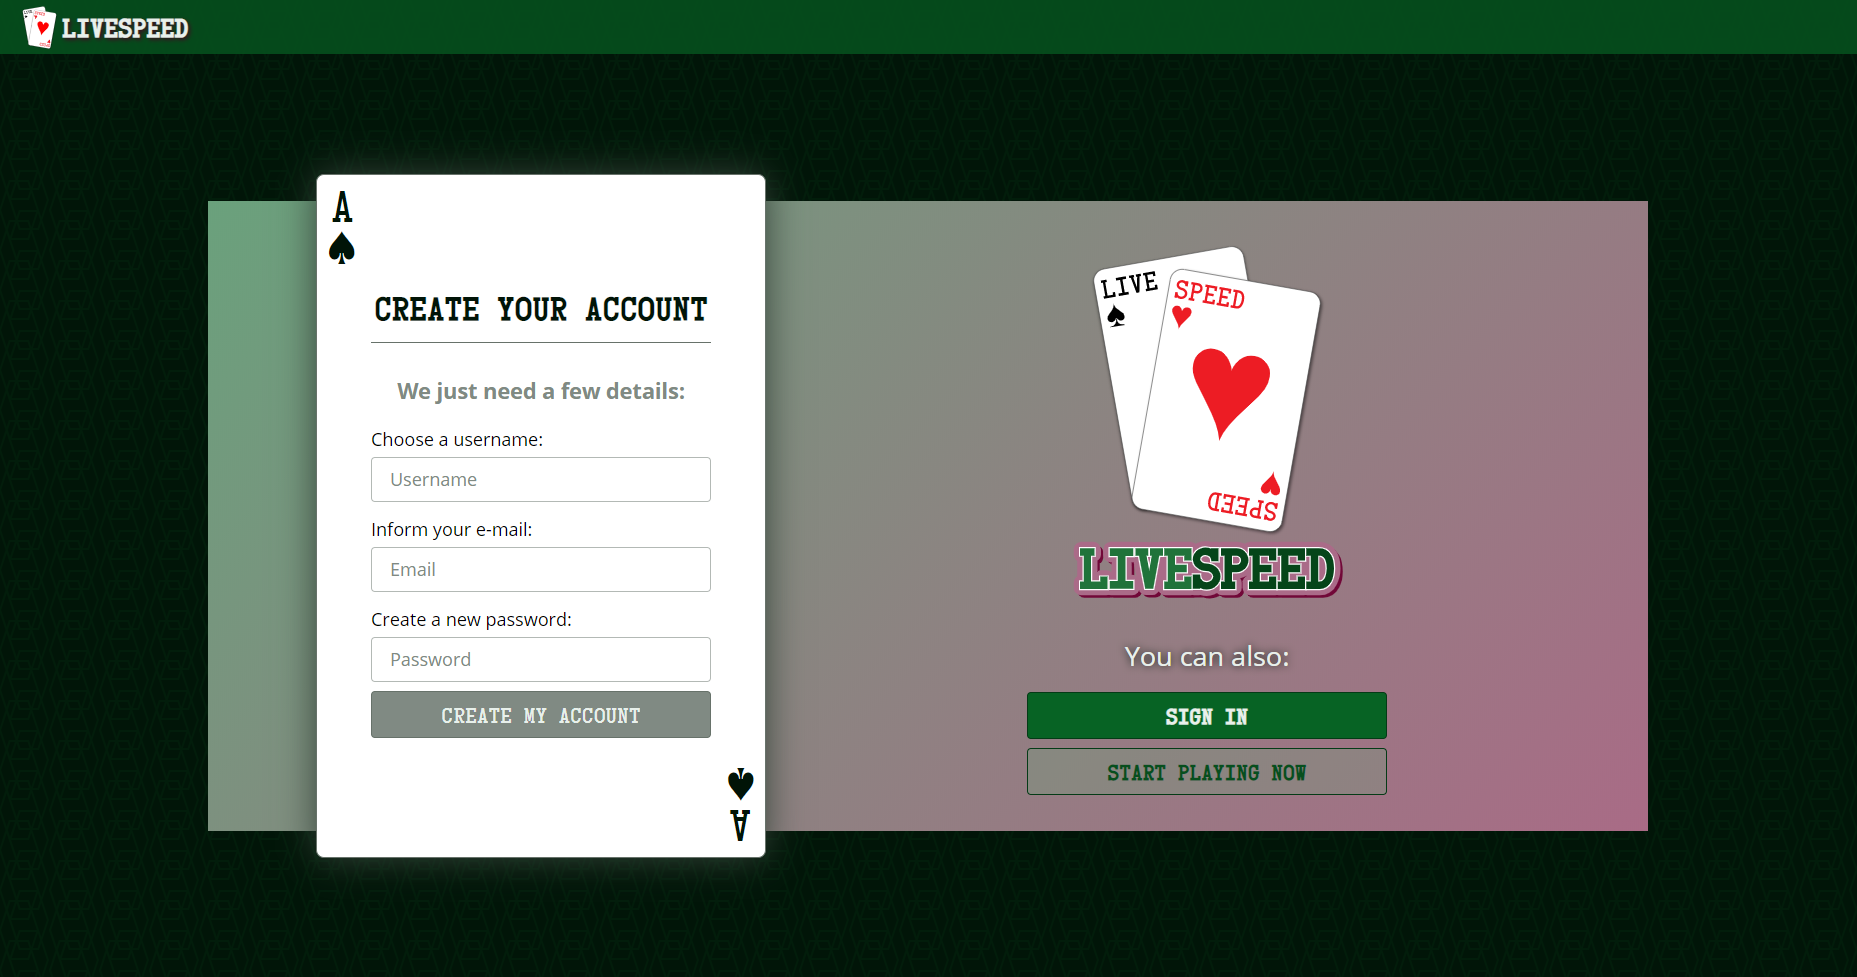 LIVESPEED
A
CREATE YOUR ACCOUNT
We just need a few details:
Choose a username:
Username
Inform your e-mail:
Email
Create a new password:
Password
CREATE MY ACCOUNT
A
LIVE
SPEED
SPEED
LIVESPEED
You can also:
SIGN IN
START PLAYING NOW